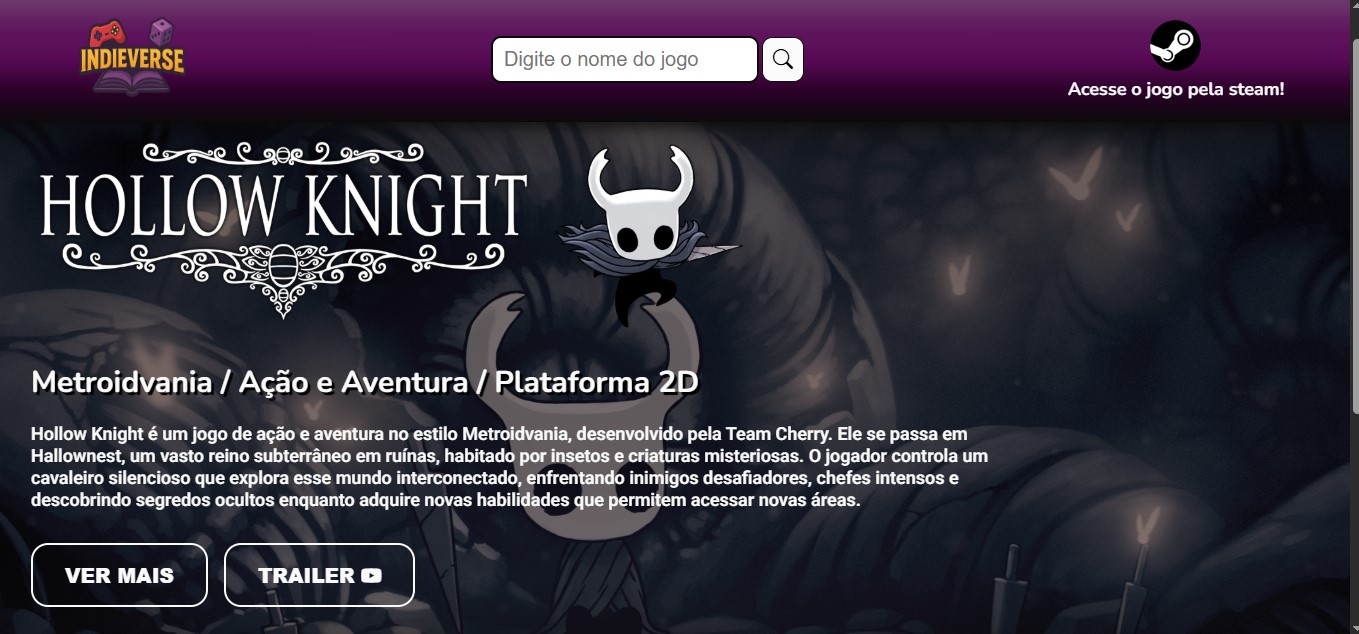 INDIEVERSE
Digite o nome do jogo
Acesse o jogo pela steam!
HOLLOW KNIGHT
Metroidvania / Ação e Aventura / Plataforma 2D
Hollow Knight é um jogo de ação e aventura no estilo Metroidvania, desenvolvido pela Team Cherry. Ele se passa em
Hallownest, um vasto reino subterrâneo em ruínas, habitado por insetos e criaturas misteriosas. O jogador controla um
cavaleiro silencioso que explora esse mundo interconectado, enfrentando inimigos desafiadores, chefes intensos e
descobrindo segredos ocultos enquanto adquire novas habilidades que permitem acessar novas áreas.
VER MAIS
TRAILER